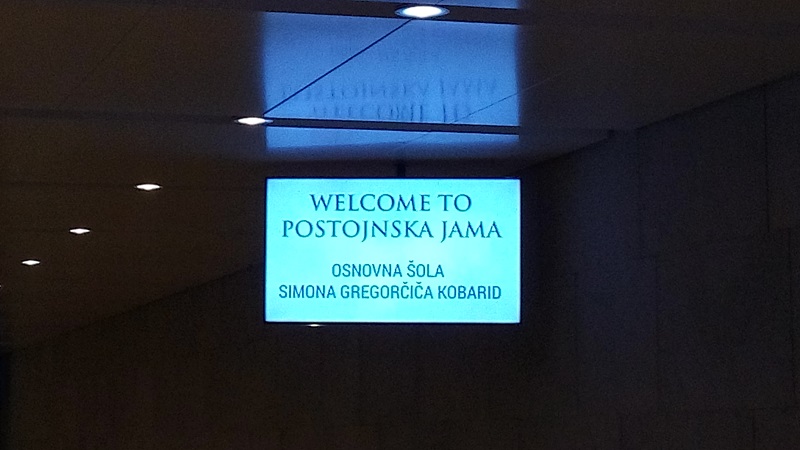 WELCOME TO
POSTOJNSKA JAMA
OSNOVNA ŠOLA
SIMONA GREGORČIČA KOBARID